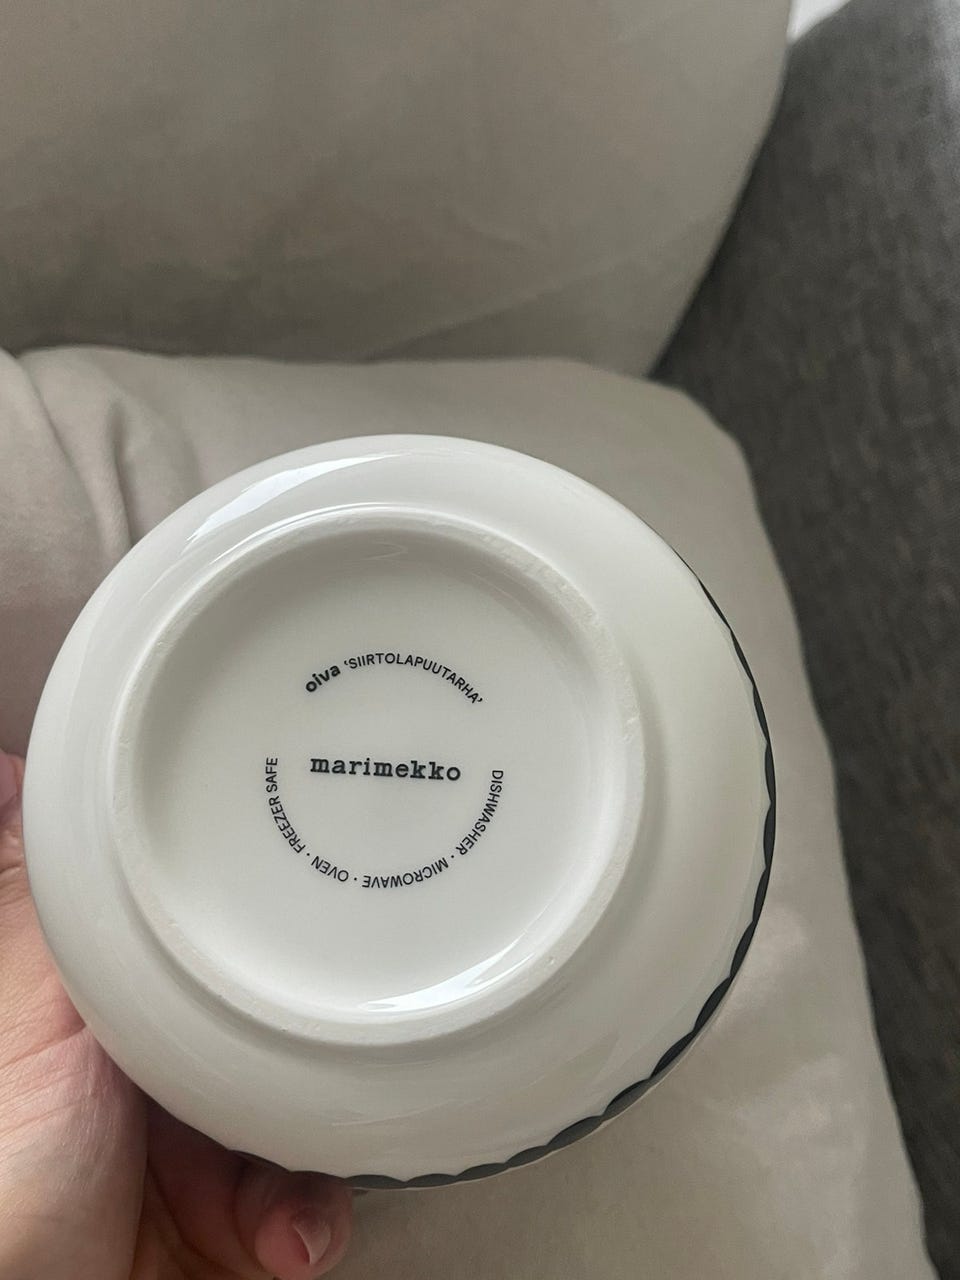 oiva ‘SIIRTOLAPUUTARHA’
marimekko
DISHWASHER · MICROWAVE · OVEN · FREEZER SAFE